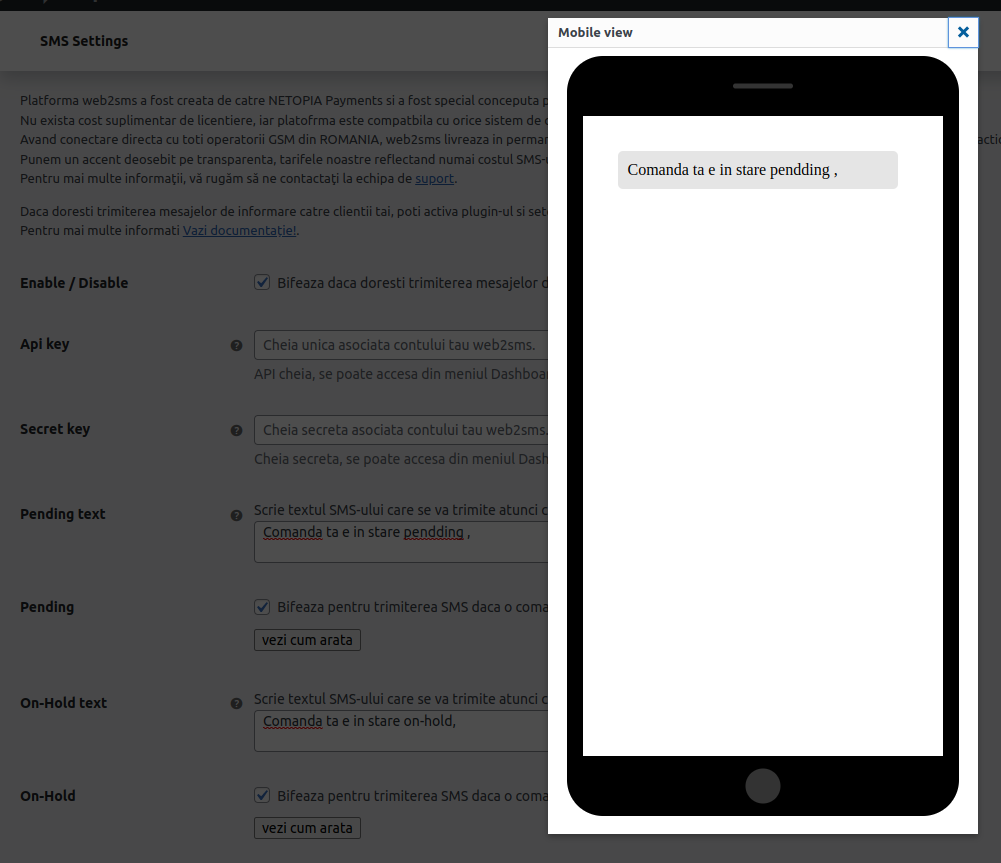 SMS Settings
Platforma web2sms a fost creata de catre NETOPIA Payments si a fost special conceputa p
Nu exista cost suplimentar de licentiere, iar platofrma este compatbila cu orice sistem de
Avand conectare directa cu toti operatorii GSM din ROMANIA, web2sms livreaza in perman
Punem un accent deosebit pe transparenta, tarifele noastre reflectand numai costul SMS-
Pentru mai multe informații, vă rugăm să ne contactați la echipa de suport.
Daca doresti trimiterea mesajelor de informare catre clientii tai, poti activa plugin-ul si set
Pentru mai multe informati Vazi documentație!.
Enable / Disable
Bifeaza daca doresti trimiterea mesajelor d
Api key
Cheia unica asociata contului tau web2sms.
API cheia, se poate accesa din meniul Dashboar
Secret key
Cheia secreta asociata contului tau web2sms.
Cheia secreta, se poate accesa din meniul Dash
Pending text
Scrie textul SMS-ului care se va trimite atunci c
Comanda ta e in stare pendding ,
Pending
Bifeaza pentru trimiterea SMS daca o coma
vezi cum arata
On-Hold text
Scrie textul SMS-ului care se va trimite atunci c
Comanda ta e in stare on-hold,
On-Hold
Bifeaza pentru trimiterea SMS daca o coma
vezi cum arata
Mobile view
Comanda ta e in stare pendding ,